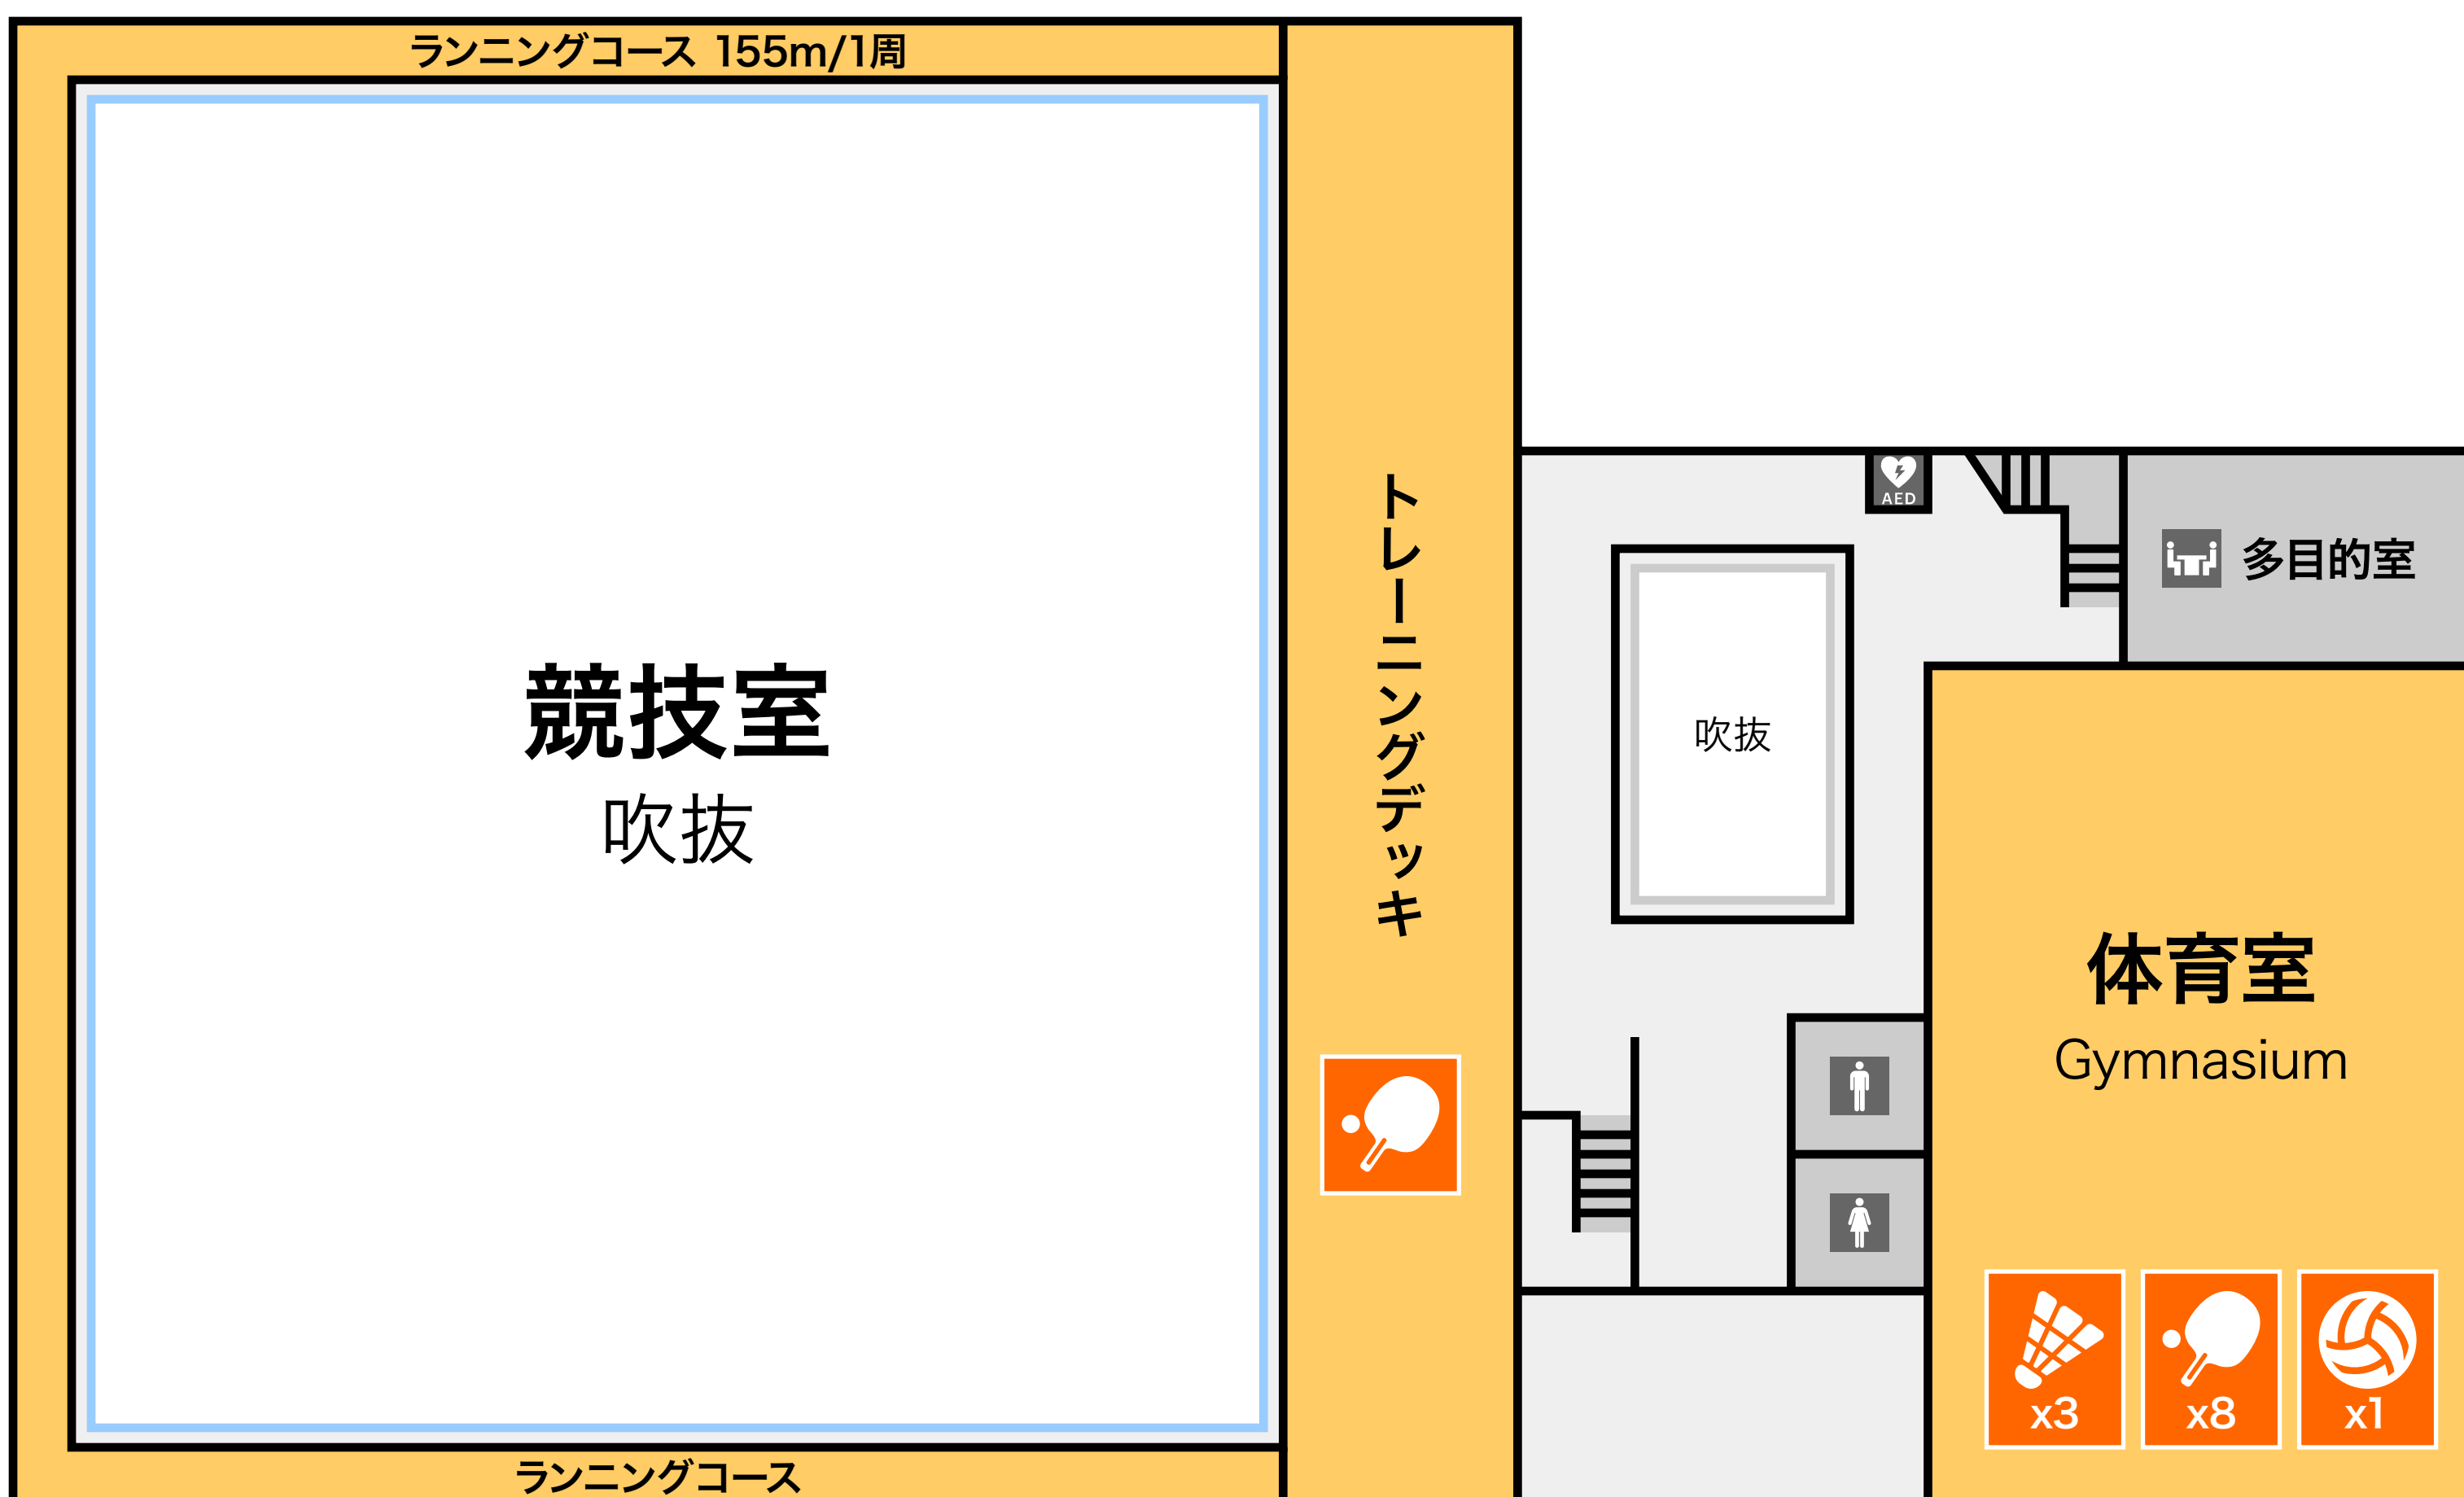 ランニングコース 155m/1周
競技室
吹抜
トレーニングデッキ
AED
多目的室
吹抜
体育室
Gymnasium
x3
x8
x1
ランニングコース